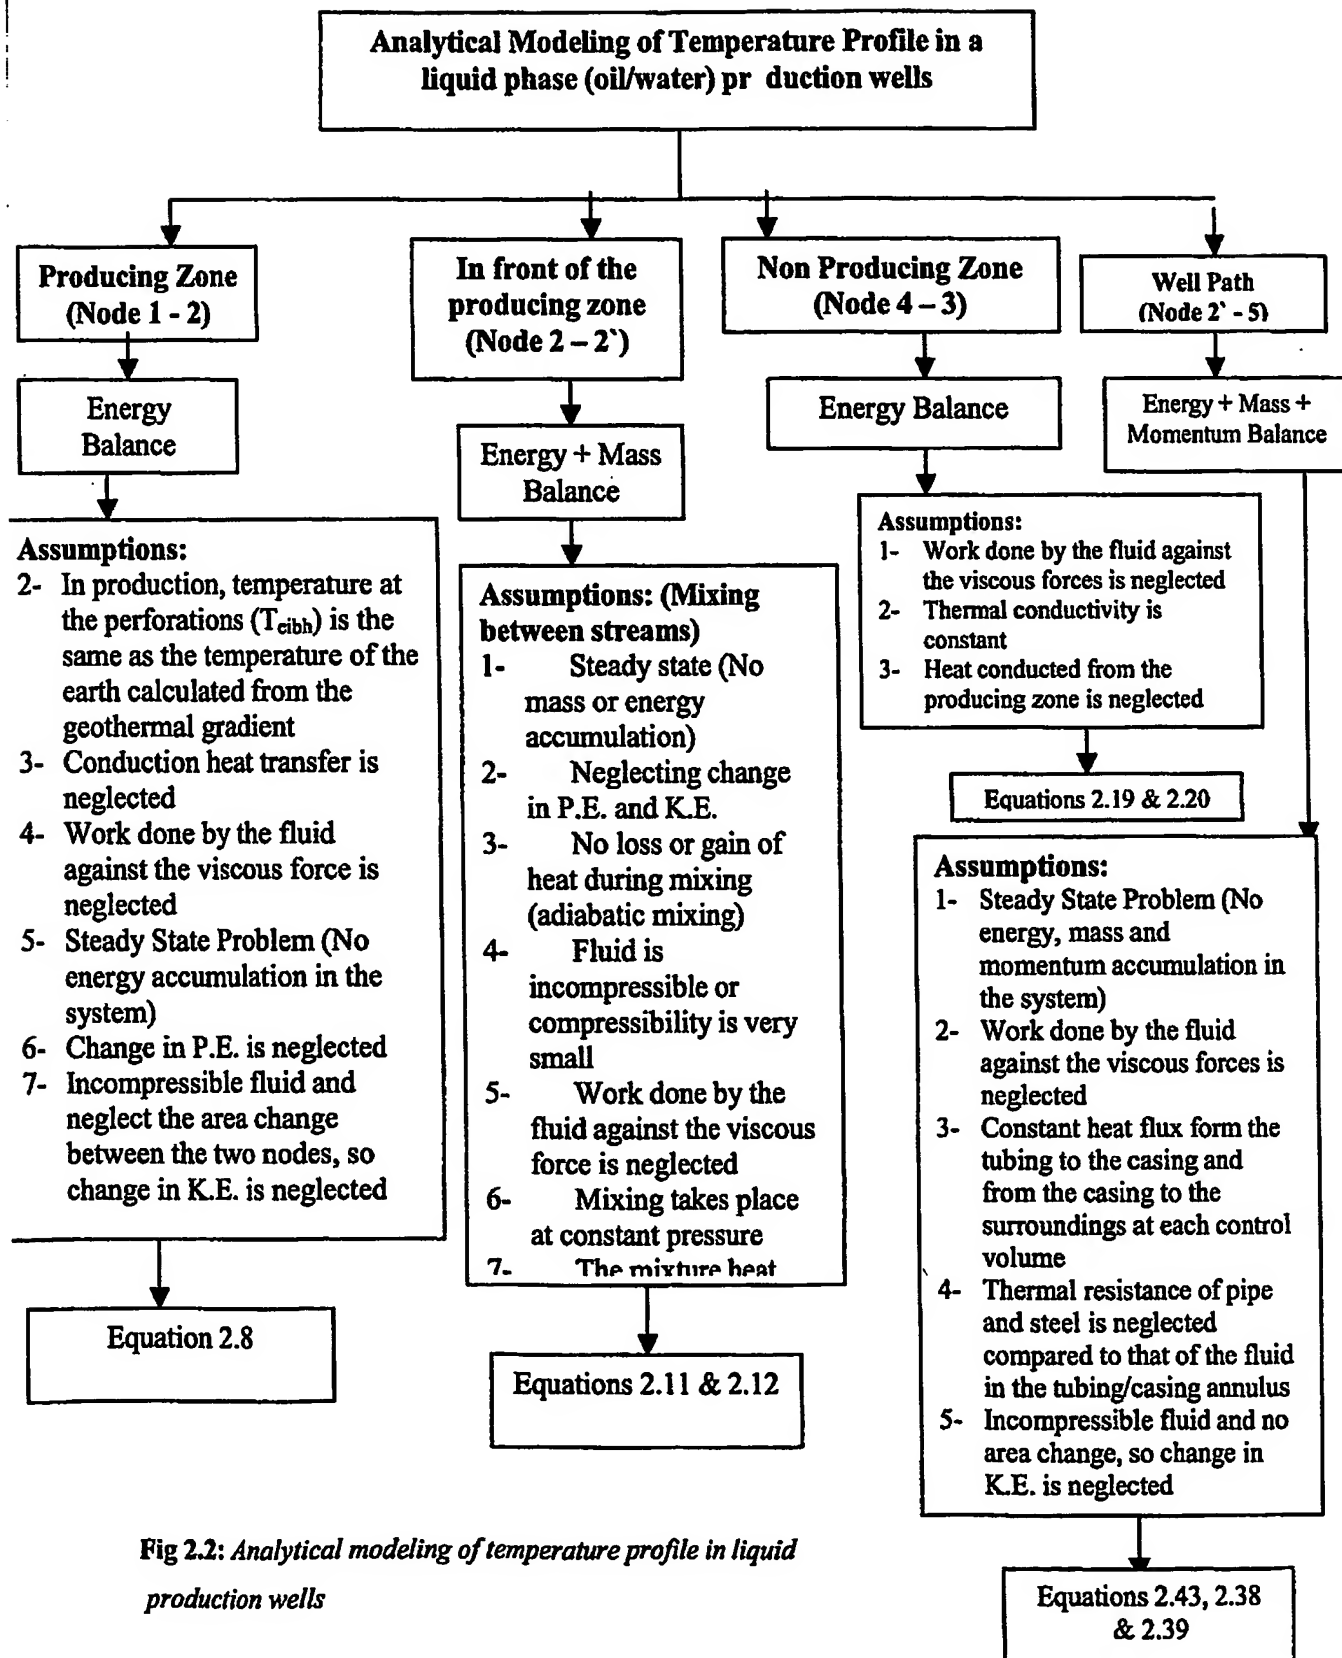 Analytical Modeling of Temperature Profile in a
liquid phase (oil/water) pr duction wells
Producing Zone
(Node 1 - 2)
In front of the
producing zone
(Node 2 – 2`)
Non Producing Zone
(Node 4 – 3)
Well Path
(Node 2` - 5)
Energy
Balance
Energy + Mass
Balance
Energy Balance
Energy + Mass +
Momentum Balance
Assumptions:
2- In production, temperature at
the perforations (Tcibh) is the
same as the temperature of the
earth calculated from the
geothermal gradient
3- Conduction heat transfer is
neglected
4- Work done by the fluid
against the viscous force is
neglected
5- Steady State Problem (No
energy accumulation in the
system)
6- Change in P.E. is neglected
7- Incompressible fluid and
neglect the area change
between the two nodes, so
change in K.E. is neglected
Equation 2.8
Assumptions: (Mixing
between streams)
1- Steady state (No
mass or energy
accumulation)
2- Neglecting change
in P.E. and K.E.
3- No loss or gain of
heat during mixing
(adiabatic mixing)
4- Fluid is
incompressible or
compressibility is very
small
5- Work done by the
fluid against the viscous
force is neglected
6- Mixing takes place
at constant pressure
7- The mixture heat
Equations 2.11 & 2.12
Assumptions:
1- Work done by the fluid against
the viscous forces is neglected
2- Thermal conductivity is
constant
3- Heat conducted from the
producing zone is neglected
Equations 2.19 & 2.20
Assumptions:
1- Steady State Problem (No
energy, mass and
momentum accumulation in
the system)
2- Work done by the fluid
against the viscous forces is
neglected
3- Constant heat flux form the
tubing to the casing and
from the casing to the
surroundings at each control
volume
4- Thermal resistance of pipe
and steel is neglected
compared to that of the fluid
in the tubing/casing annulus
5- Incompressible fluid and no
area change, so change in
K.E. is neglected
Equations 2.43, 2.38
& 2.39
Fig 2.2: Analytical modeling of temperature profile in liquid
production wells